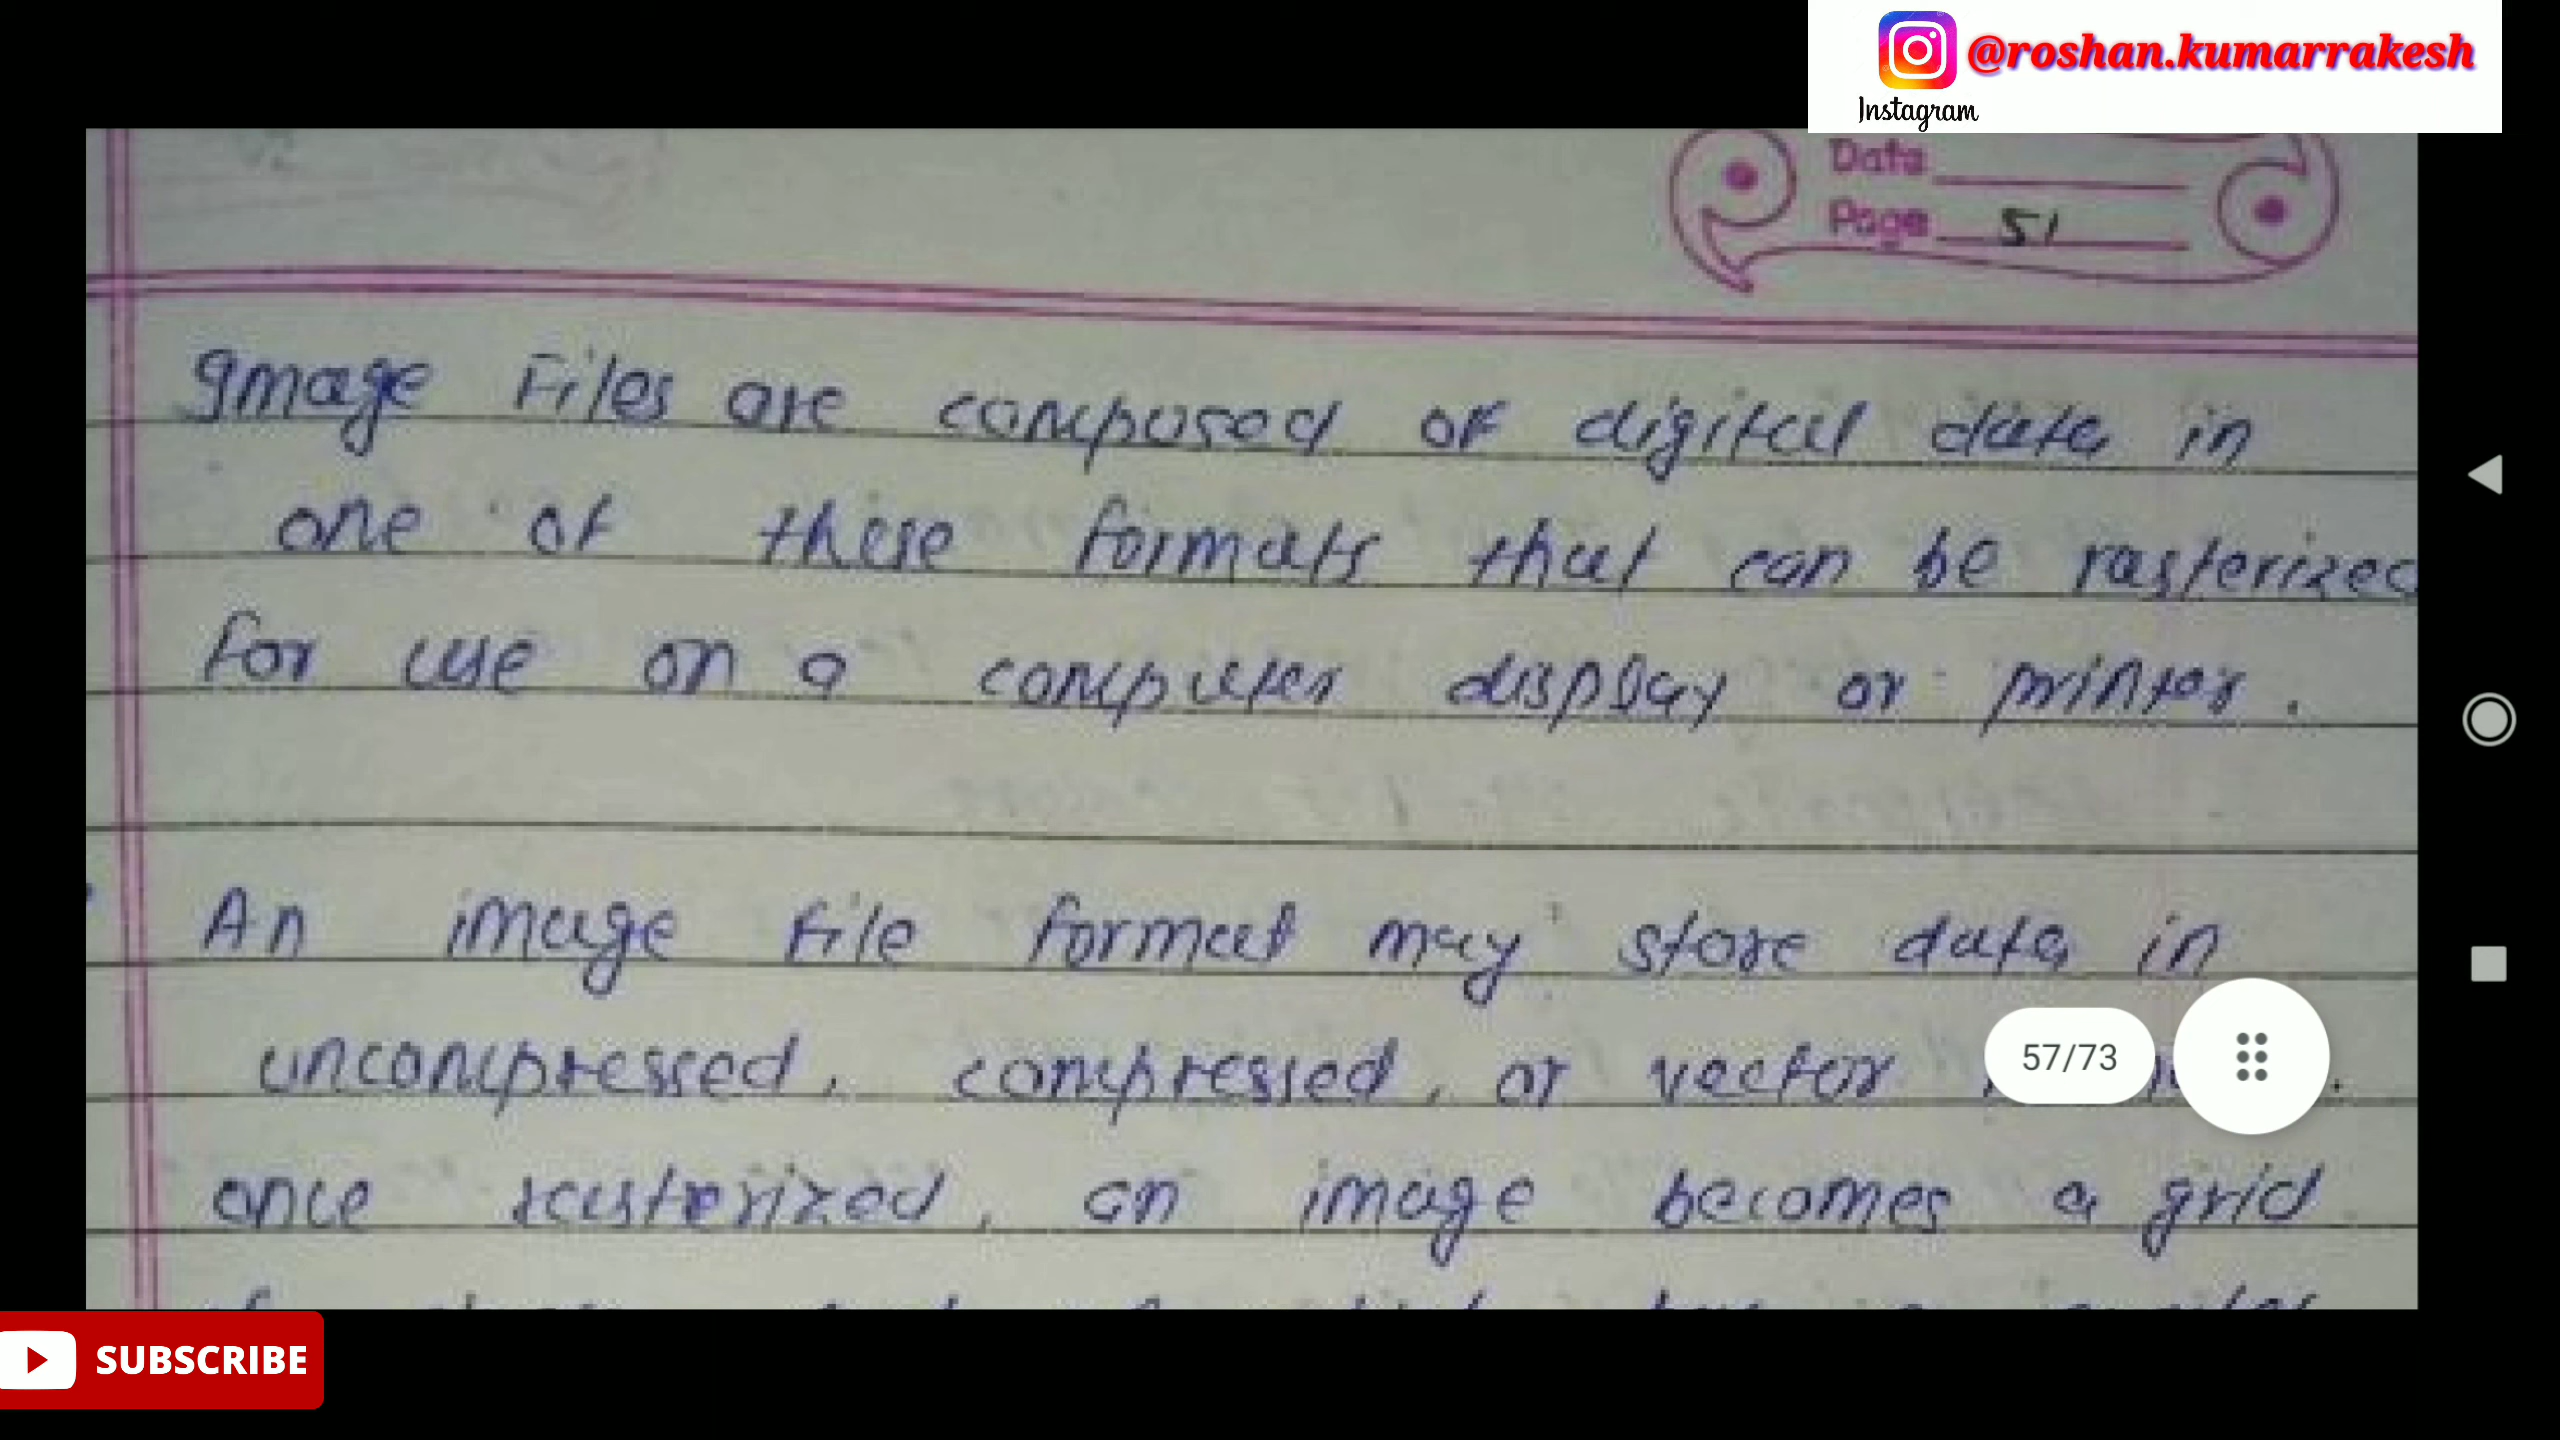 @roshan.kumarrakesh
Instagram
Date
Page 51
Image Files are composed of digital data in
one of these formats that can be rasterized
for use on a computer display or printer.
An image file format may store data in
uncompressed, compressed, or vector
57/73
once rasterized, an image becomes a grid
SUBSCRIBE